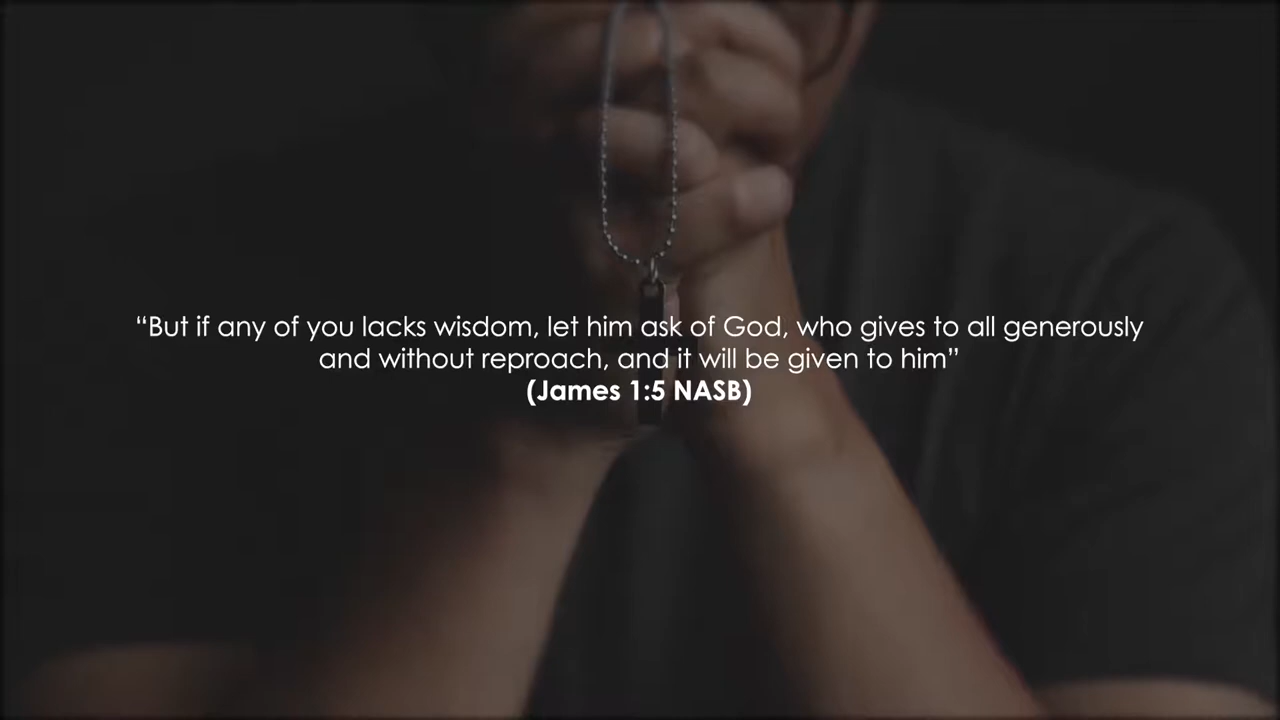 “But if any of you lacks wisdom, let him ask of God, who gives to all generously
and without reproach, and it will be given to him”
(James 1:5 NASB)